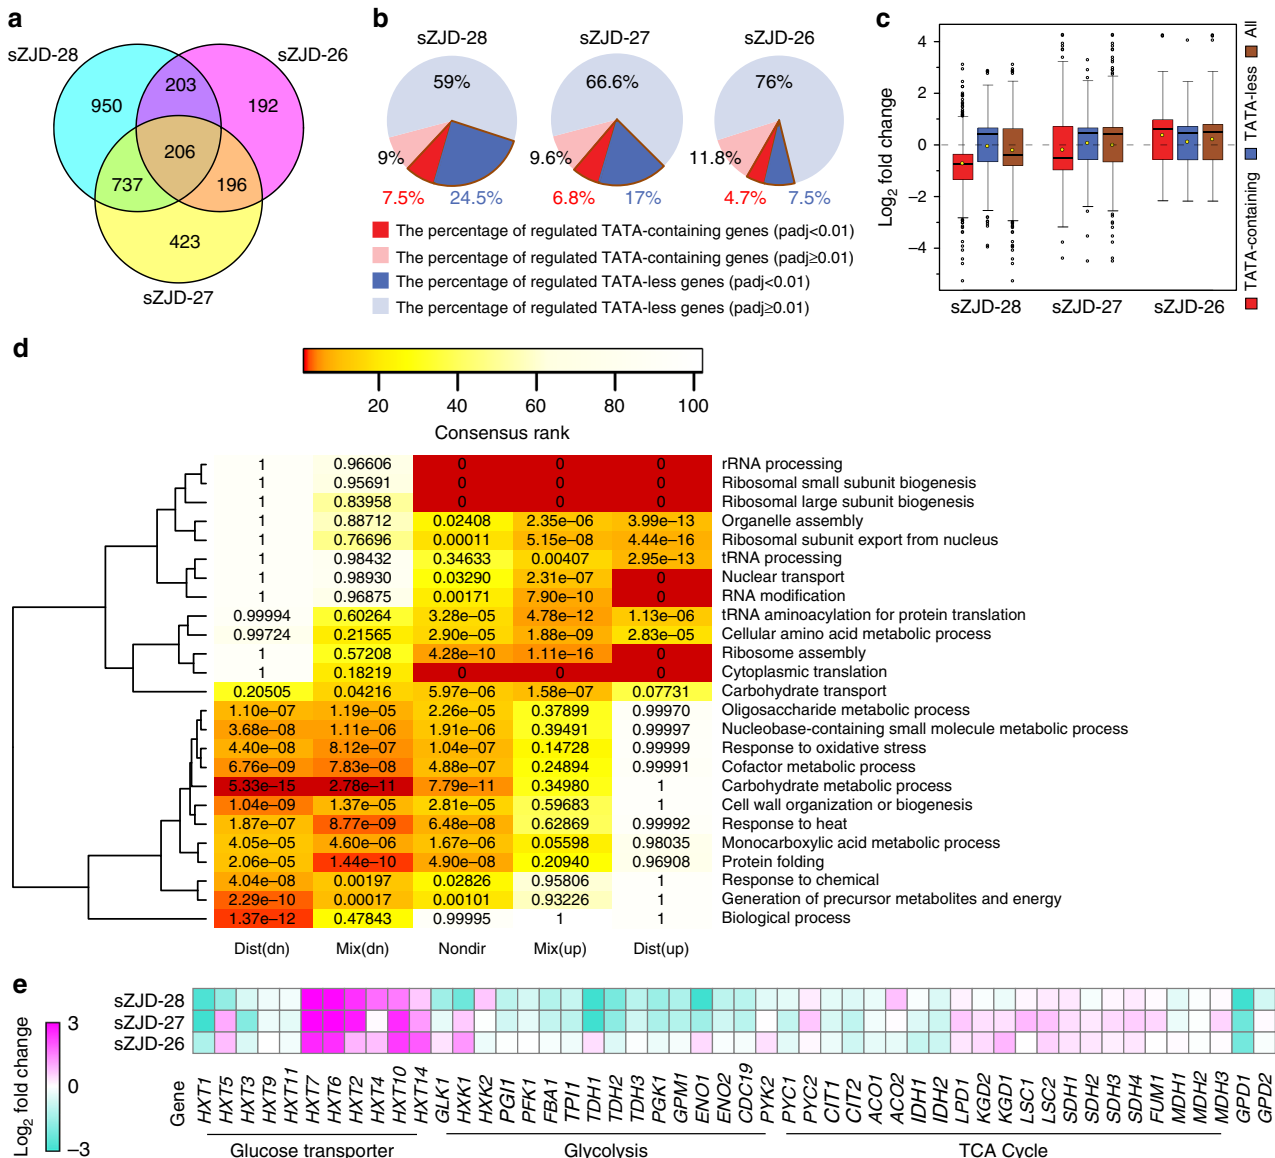 a
sZJD-28
sZJD-26
950
203
192
206
737
196
423
sZJD-27
b
sZJD-28
sZJD-27
sZJD-26
59%
66.6%
76%
9%
9.6%
11.8%
7.5%
24.5%
6.8%
17%
4.7%
7.5%
The percentage of regulated TATA-containing genes (padj<0.01)
The percentage of regulated TATA-containing genes (padj≥0.01)
The percentage of regulated TATA-less genes (padj<0.01)
The percentage of regulated TATA-less genes (padj≥0.01)
c
Log2 fold change
4
2
0
−2
−4
sZJD-28
sZJD-27
sZJD-26
TATA-containing
TATA-less
All
d
20 40 60 80 100
Consensus rank
1 0.96606 0 0 0 rRNA processing
1 0.95691 0 0 0 Ribosomal small subunit biogenesis
1 0.83958 0 0 0 Ribosomal large subunit biogenesis
1 0.88712 0.02408 2.35e−06 3.99e−13 Organelle assembly
1 0.76696 0.00011 5.15e−08 4.44e−16 Ribosomal subunit export from nucleus
1 0.98432 0.34633 0.00407 2.95e−13 tRNA processing
1 0.98930 0.03290 2.31e−07 0 Nuclear transport
1 0.96875 0.00171 7.90e−10 0 RNA modification
0.99994 0.60264 3.28e−05 4.78e−12 1.13e−06 tRNA aminoacylation for protein translation
0.99724 0.21565 2.90e−05 1.88e−09 2.83e−05 Cellular amino acid metabolic process
1 0.57208 4.28e−10 1.11e−16 0 Ribosome assembly
1 0.18219 0 0 0 Cytoplasmic translation
0.20505 0.04216 5.97e−06 1.58e−07 0.07731 Carbohydrate transport
1.10e−07 1.19e−05 2.26e−05 0.37899 0.99970 Oligosaccharide metabolic process
3.68e−08 1.11e−06 1.91e−06 0.39491 0.99997 Nucleobase-containing small molecule metabolic process
4.40e−08 8.12e−07 1.04e−07 0.14728 0.99999 Response to oxidative stress
6.76e−09 7.83e−08 4.88e−07 0.24894 0.99991 Cofactor metabolic process
5.33e−15 2.78e−11 7.79e−11 0.34980 1 Carbohydrate metabolic process
1.04e−09 1.37e−05 2.81e−05 0.59683 1 Cell wall organization or biogenesis
1.87e−07 8.77e−09 6.48e−08 0.62869 0.99992 Response to heat
4.05e−05 4.60e−06 1.67e−06 0.05598 0.98035 Monocarboxylic acid metabolic process
2.06e−05 1.44e−10 4.90e−08 0.20940 0.96908 Protein folding
4.04e−08 0.00197 0.02826 0.95806 1 Response to chemical
2.29e−10 0.00017 0.00101 0.93226 1 Generation of precursor metabolites and energy
1.37e−12 0.47843 0.99995 1 1 Biological process
Dist(dn) Mix(dn) Nondir Mix(up) Dist(up)
e
Log2 fold change
3
0
−3
sZJD-28
sZJD-27
sZJD-26
Gene
HXT1 HXT5 HXT3 HXT9 HXT11 HXT7 HXT6 HXT2 HXT4 HXT10 HXT14 GLK1 HXK1 HXK2 PGI1 PFK1 FBA1 TPI1 TDH1 TDH2 TDH3 PGK1 GPM1 ENO1 ENO2 CDC19 PYK2 PYC1 PYC2 CIT1 CIT2 ACO1 ACO2 IDH1 IDH2 LPD1 KGD2 KGD1 LSC1 LSC2 SDH1 SDH2 SDH3 SDH4 FUM1 MDH1 MDH2 MDH3 GPD1 GPD2
Glucose transporter
Glycolysis
TCA Cycle